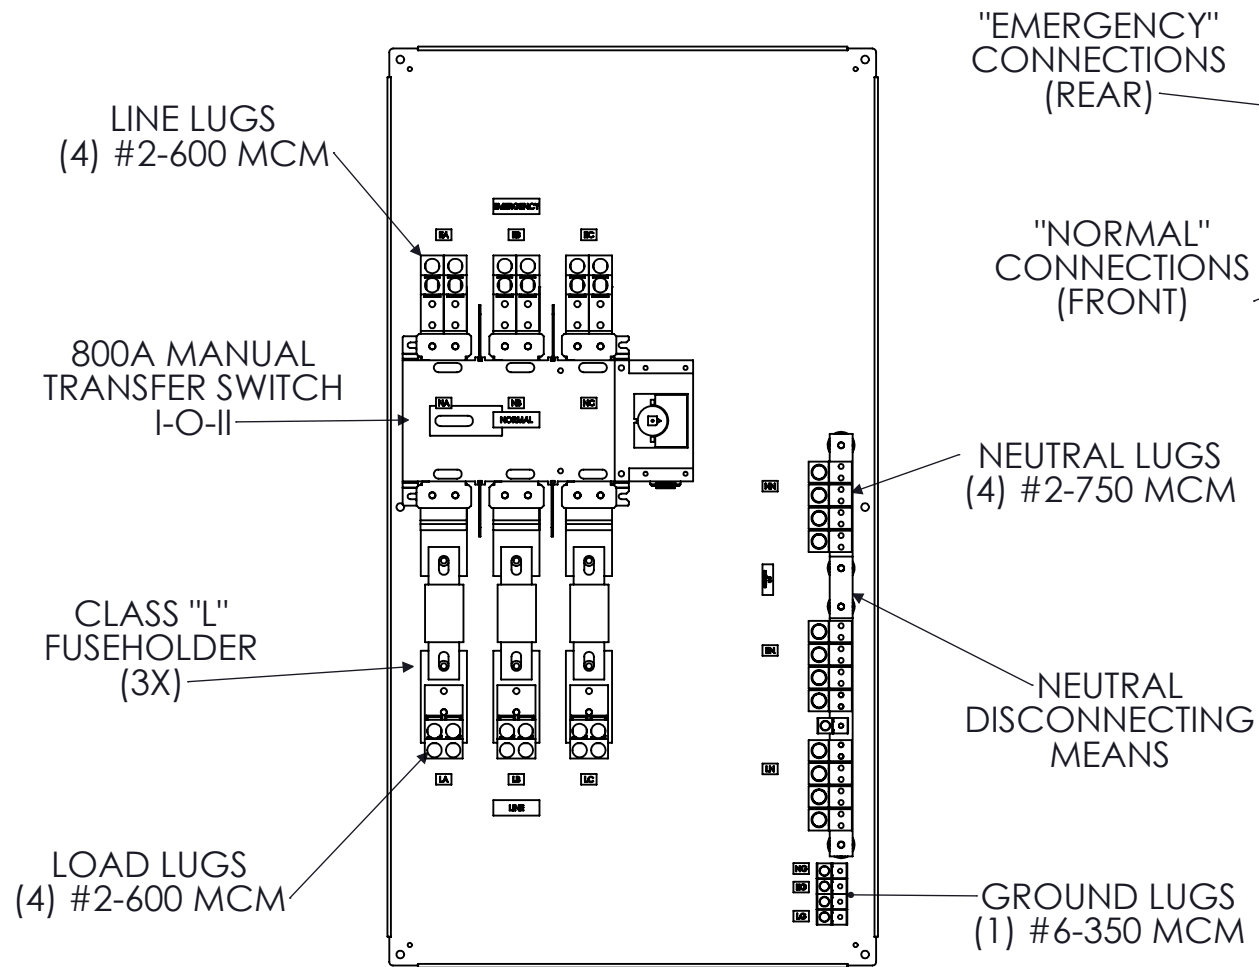 "EMERGENCY"
CONNECTIONS
(REAR)
LINE LUGS
(4) #2-600 MCM
EMERGENCY
EA
EB
EC
"NORMAL"
CONNECTIONS
(FRONT)
800A MANUAL
TRANSFER SWITCH
I-O-II
NA
NB
NC
NORMAL
NEUTRAL LUGS
(4) #2-750 MCM
NN
CLASS "L"
FUSEHOLDER
(3X)
EN
NEUTRAL
DISCONNECTING
MEANS
LN
LA
LB
LC
LINE
LOAD LUGS
(4) #2-600 MCM
NG
EG
LG
GROUND LUGS
(1) #6-350 MCM